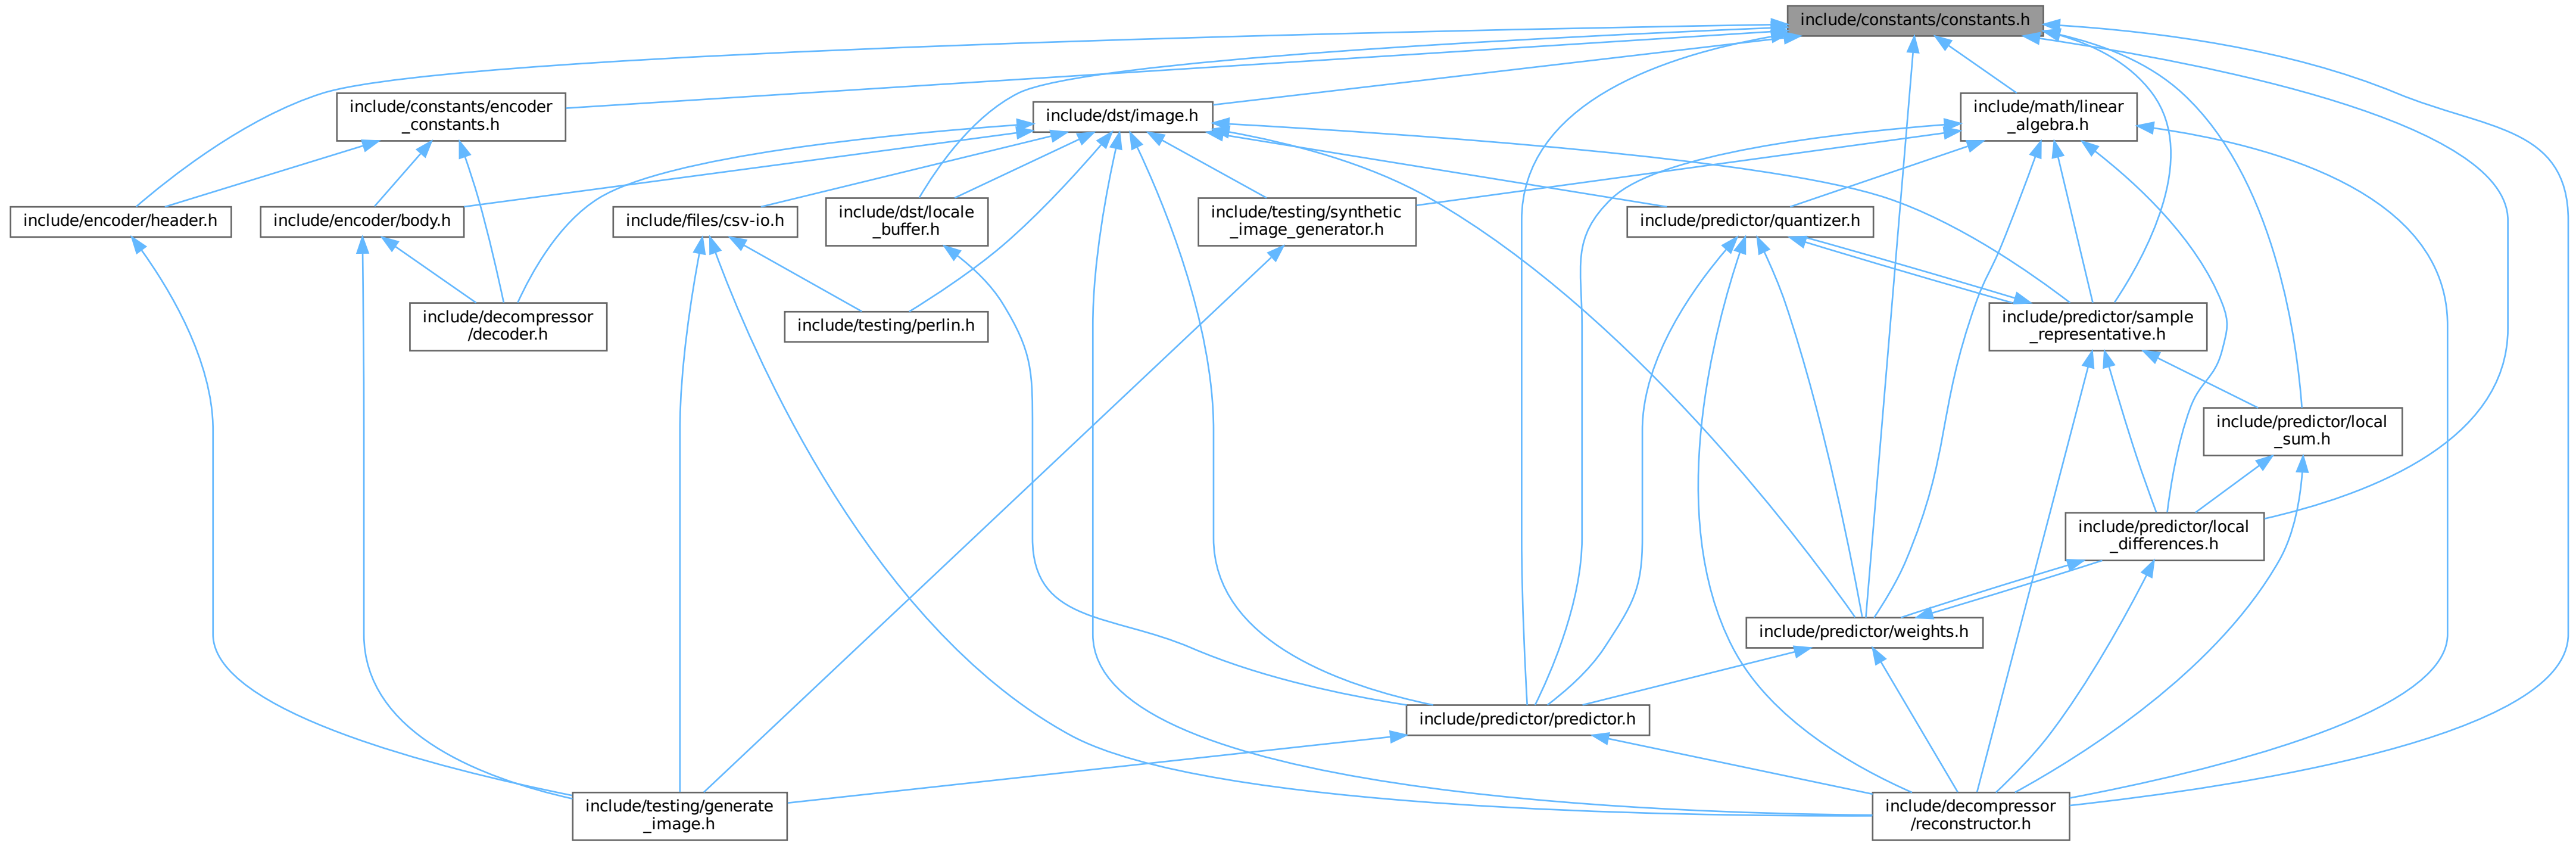 include/constants/constants.h
include/constants/encoder
_constants.h
include/dst/image.h
include/math/linear
_algebra.h
include/encoder/header.h
include/encoder/body.h
include/files/csv-io.h
include/dst/locale
_buffer.h
include/testing/synthetic
_image_generator.h
include/predictor/quantizer.h
include/decompressor
/decoder.h
include/testing/perlin.h
include/predictor/sample
_representative.h
include/predictor/local
_sum.h
include/predictor/local
_differences.h
include/predictor/weights.h
include/predictor/predictor.h
include/testing/generate
_image.h
include/decompressor
/reconstructor.h